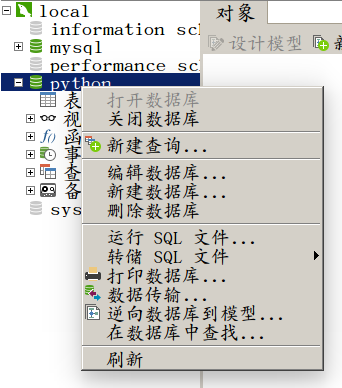 local
对象
information sc
mysql
设计模型
performance sc
python
表
打开数据库
视
关闭数据库
函
新建查询...
事
查
编辑数据库...
备
新建数据库...
sys
删除数据库
运行 SQL 文件...
转储 SQL 文件
打印数据库...
数据传输...
逆向数据库到模型...
在数据库中查找...
刷新